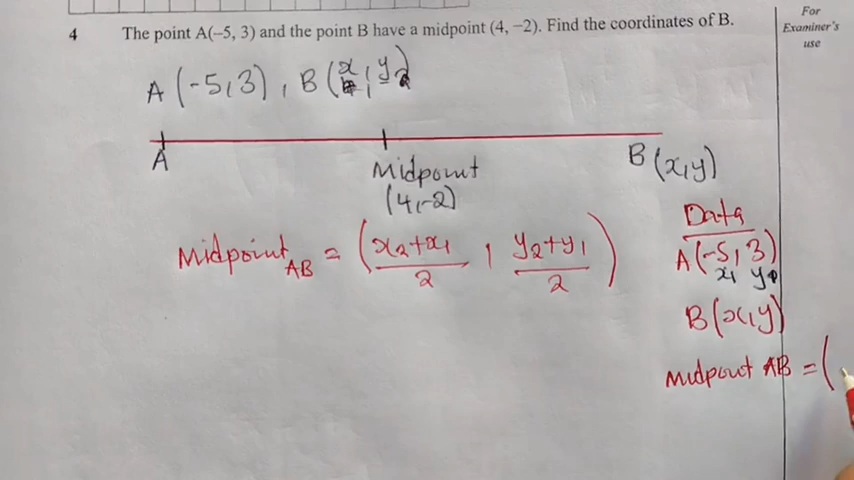 For
Examiner's
use
4 The point A(−5, 3) and the point B have a midpoint (4, −2). Find the coordinates of B.
A (-5, 3), B (x, y)
A
Midpoint
(4, -2)
B (x, y)
Midpoint AB = (x₂+x₁/2, y₂+y₁/2)
Data
A (-5, 3)
x₁ y₁
B (x, y)
Midpoint AB = (